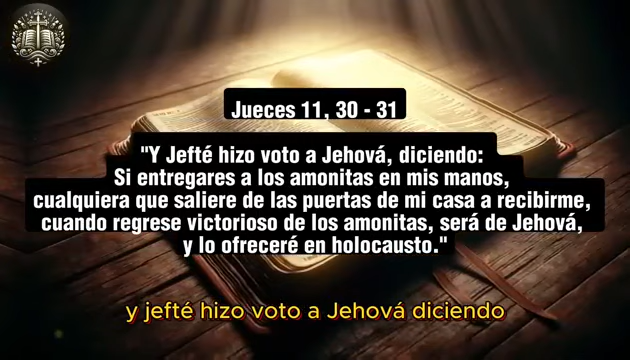 Jueces 11, 30 - 31
"Y Jefté hizo voto a Jehová, diciendo:
Si entregares a los amonitas en mis manos,
cualquiera que saliere de las puertas de mi casa a recibirme,
cuando regrese victorioso de los amonitas, será de Jehová,
y lo ofreceré en holocausto."
y jefté hizo voto a Jehová diciendo